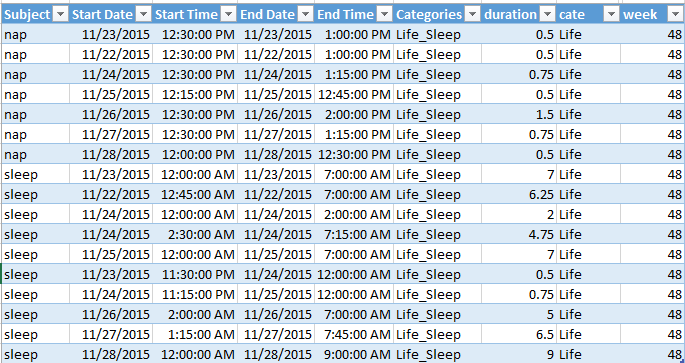 Subject Start Date Start Time End Date End Time Categories duration cate week
nap 11/23/2015 12:30:00 PM 11/23/2015 1:00:00 PM Life_Sleep 0.5 Life 48
nap 11/22/2015 12:30:00 PM 11/22/2015 1:00:00 PM Life_Sleep 0.5 Life 48
nap 11/24/2015 12:30:00 PM 11/24/2015 1:15:00 PM Life_Sleep 0.75 Life 48
nap 11/25/2015 12:15:00 PM 11/25/2015 12:45:00 PM Life_Sleep 0.5 Life 48
nap 11/26/2015 12:30:00 PM 11/26/2015 2:00:00 PM Life_Sleep 1.5 Life 48
nap 11/27/2015 12:30:00 PM 11/27/2015 1:15:00 PM Life_Sleep 0.75 Life 48
nap 11/28/2015 12:00:00 PM 11/28/2015 12:30:00 PM Life_Sleep 0.5 Life 48
sleep 11/23/2015 12:00:00 AM 11/23/2015 7:00:00 AM Life_Sleep 7 Life 48
sleep 11/22/2015 12:45:00 AM 11/22/2015 7:00:00 AM Life_Sleep 6.25 Life 48
sleep 11/24/2015 12:00:00 AM 11/24/2015 2:00:00 AM Life_Sleep 2 Life 48
sleep 11/24/2015 2:30:00 AM 11/24/2015 7:15:00 AM Life_Sleep 4.75 Life 48
sleep 11/25/2015 12:00:00 AM 11/25/2015 7:00:00 AM Life_Sleep 7 Life 48
sleep 11/23/2015 11:30:00 PM 11/24/2015 12:00:00 AM Life_Sleep 0.5 Life 48
sleep 11/24/2015 11:15:00 PM 11/25/2015 12:00:00 AM Life_Sleep 0.75 Life 48
sleep 11/26/2015 2:00:00 AM 11/26/2015 7:00:00 AM Life_Sleep 5 Life 48
sleep 11/27/2015 1:15:00 AM 11/27/2015 7:45:00 AM Life_Sleep 6.5 Life 48
sleep 11/28/2015 12:00:00 AM 11/28/2015 9:00:00 AM Life_Sleep 9 Life 48